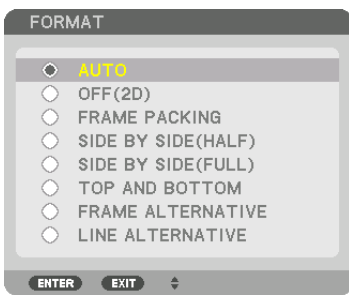 FORMAT
AUTO
OFF(2D)
FRAME PACKING
SIDE BY SIDE(HALF)
SIDE BY SIDE(FULL)
TOP AND BOTTOM
FRAME ALTERNATIVE
LINE ALTERNATIVE
ENTER EXIT